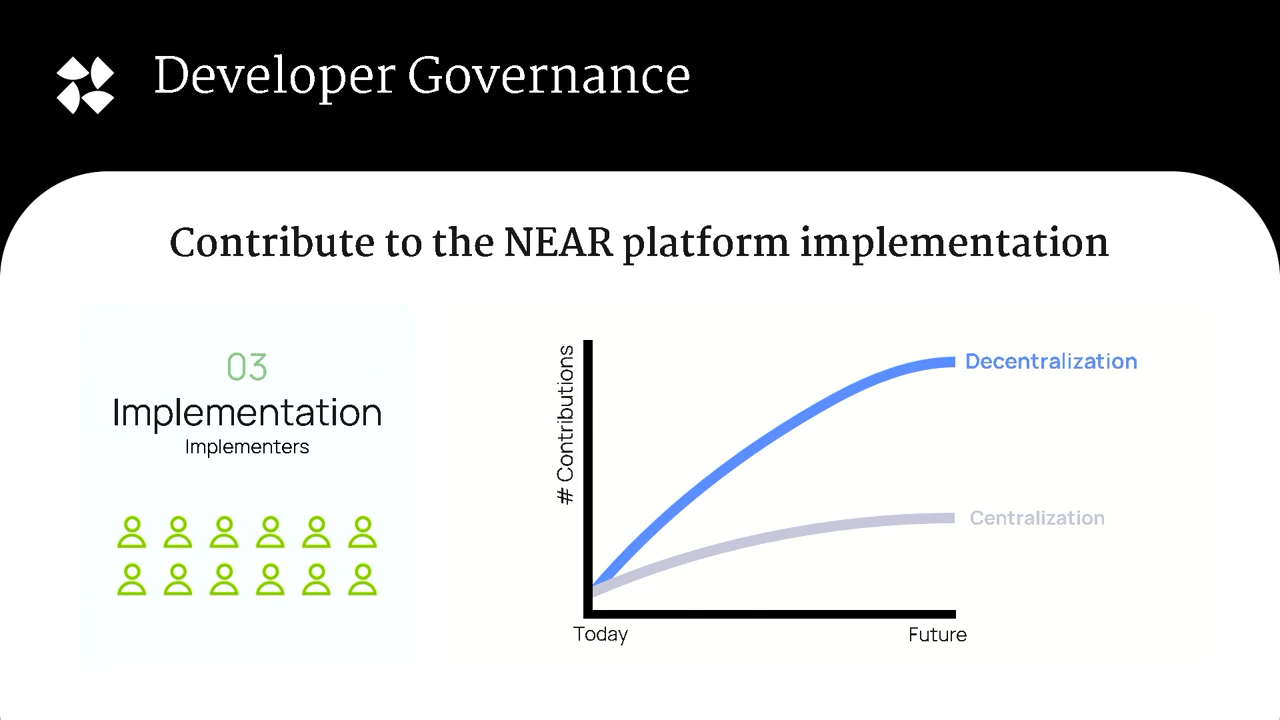 Developer Governance
Contribute to the NEAR platform implementation
03
Implementation
Implementers
# Contributions
Decentralization
Centralization
Today
Future